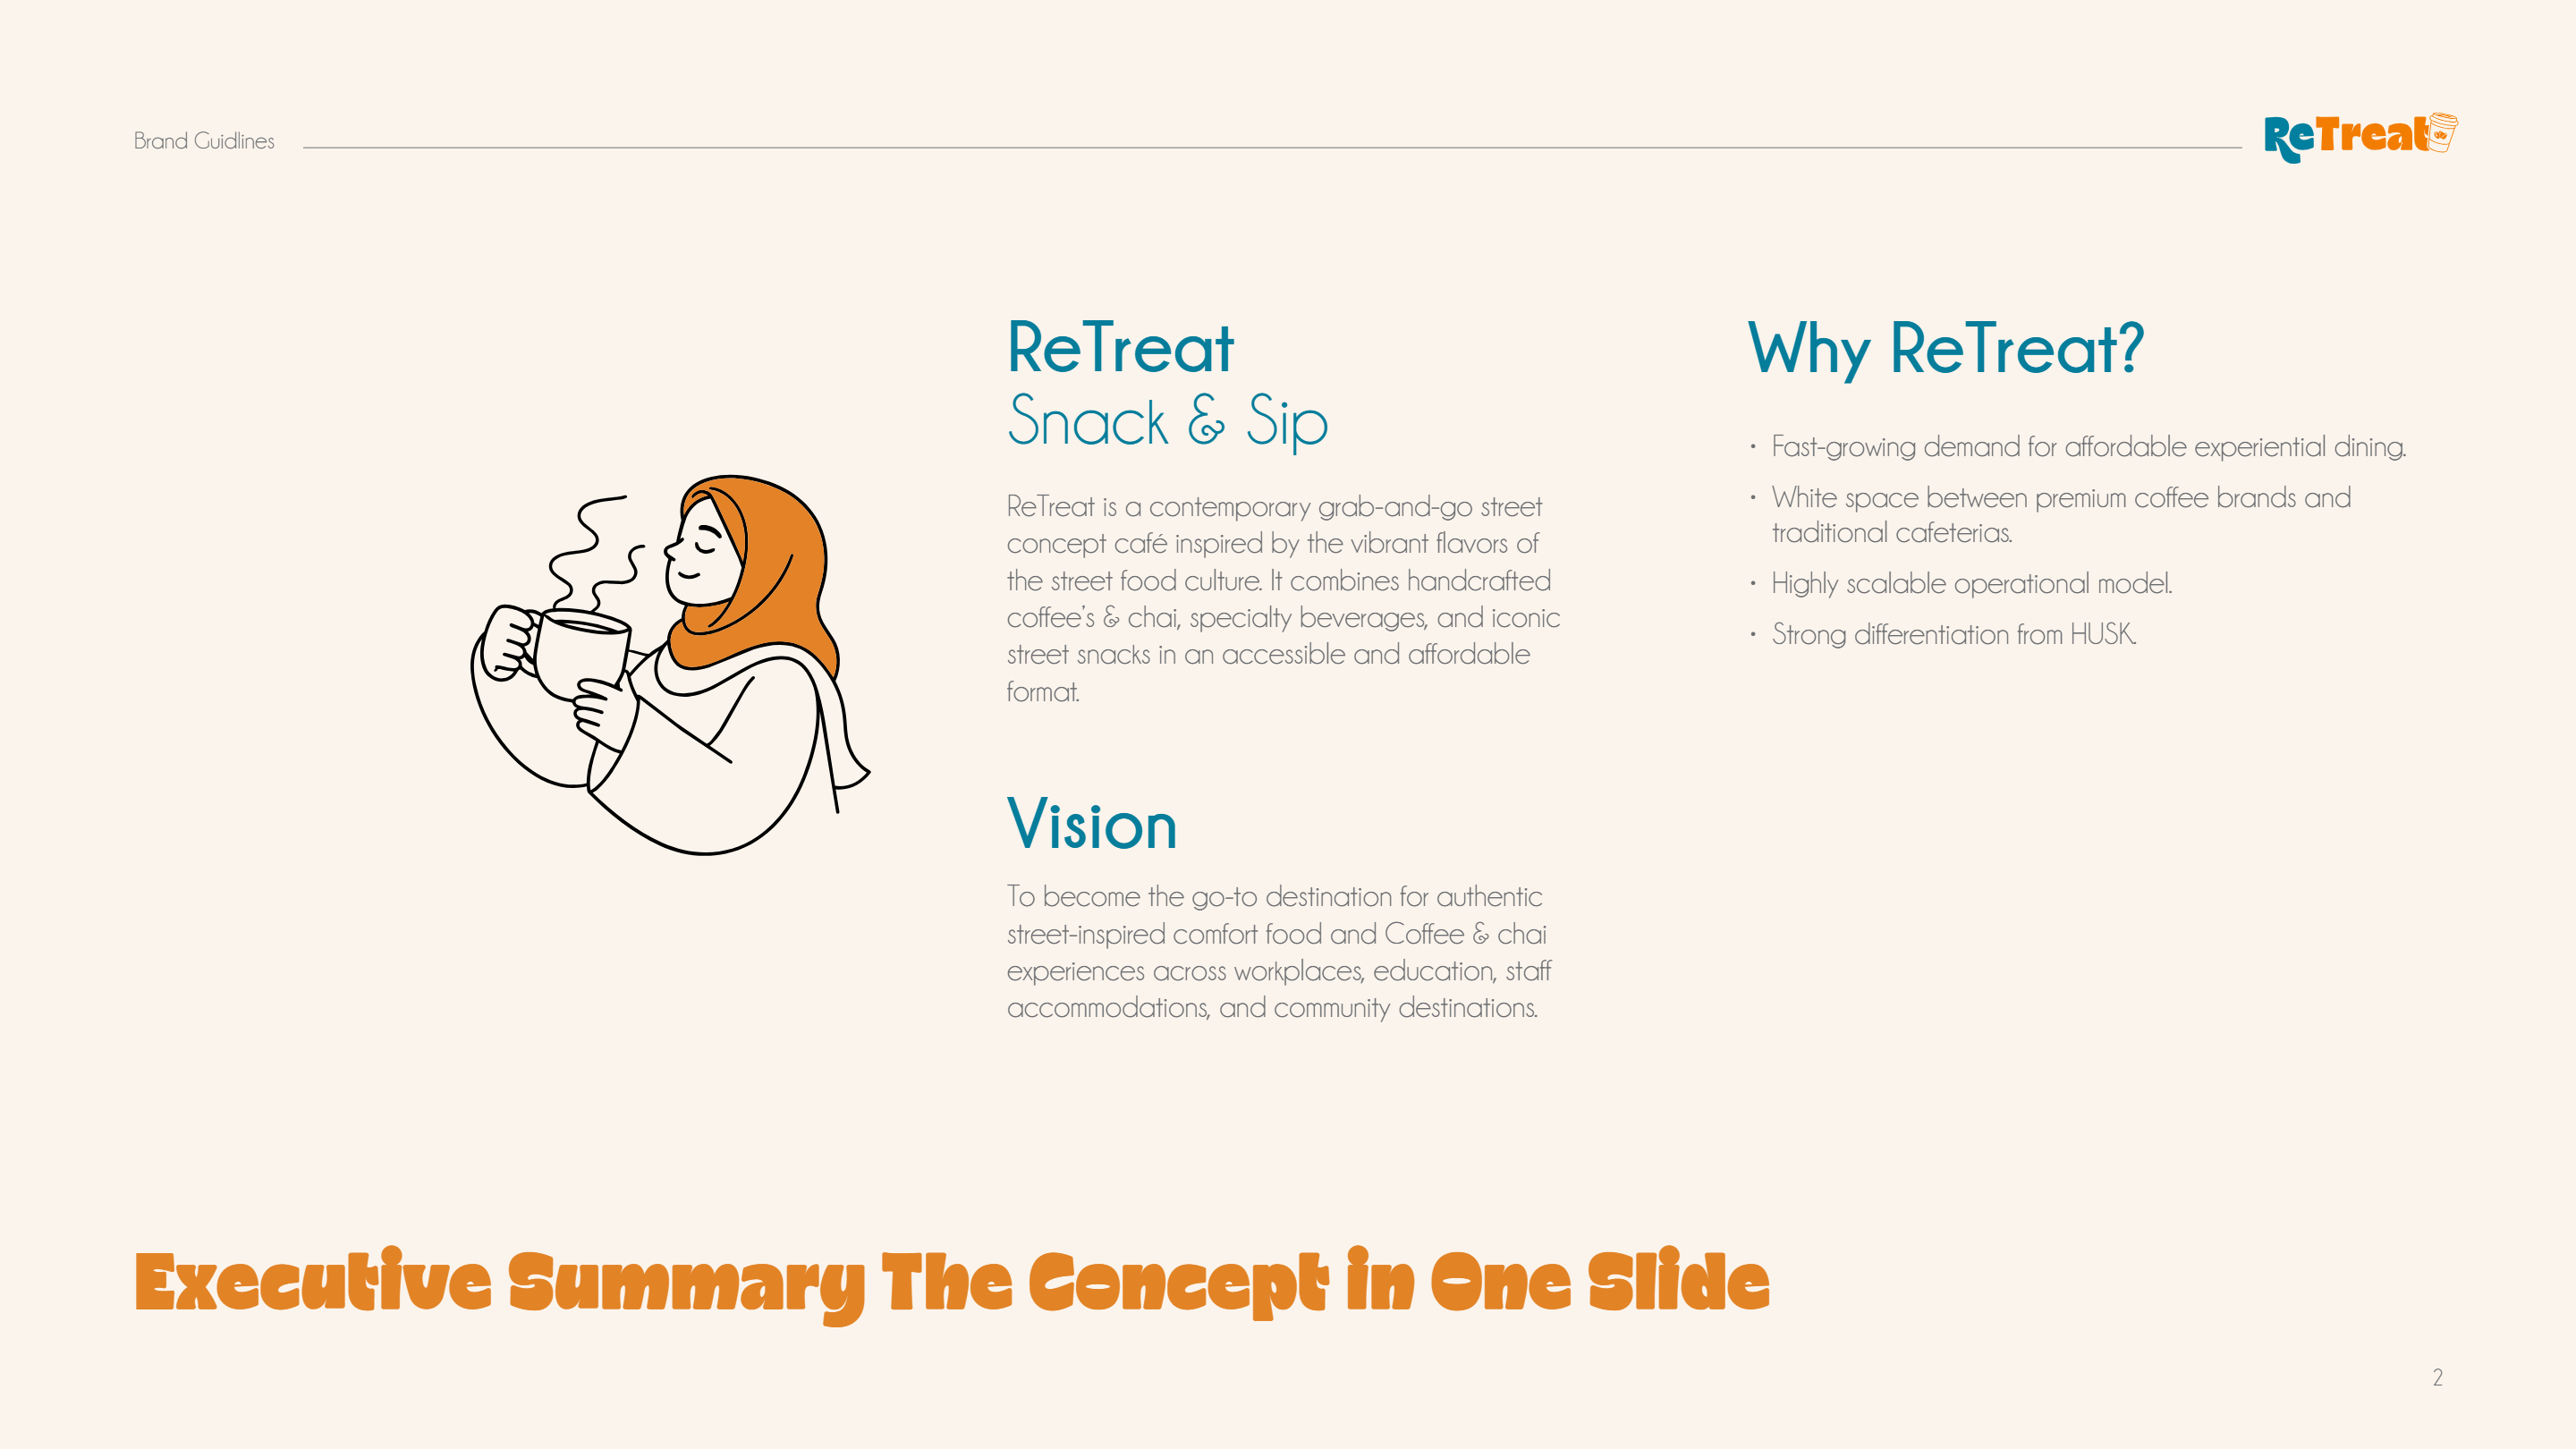 Brand Guidlines
ReTreat
ReTreat
Snack & Sip
ReTreat is a contemporary grab-and-go street
concept café inspired by the vibrant flavors of
the street food culture. It combines handcrafted
coffee's & chai, specialty beverages, and iconic
street snacks in an accessible and affordable
format.
Vision
To become the go-to destination for authentic
street-inspired comfort food and Coffee & chai
experiences across workplaces, education, staff
accommodations, and community destinations.
Why ReTreat?
• Fast-growing demand for affordable experiential dining.
• White space between premium coffee brands and
traditional cafeterias.
• Highly scalable operational model.
• Strong differentiation from HUSK.
Executive Summary The Concept in One Slide
2